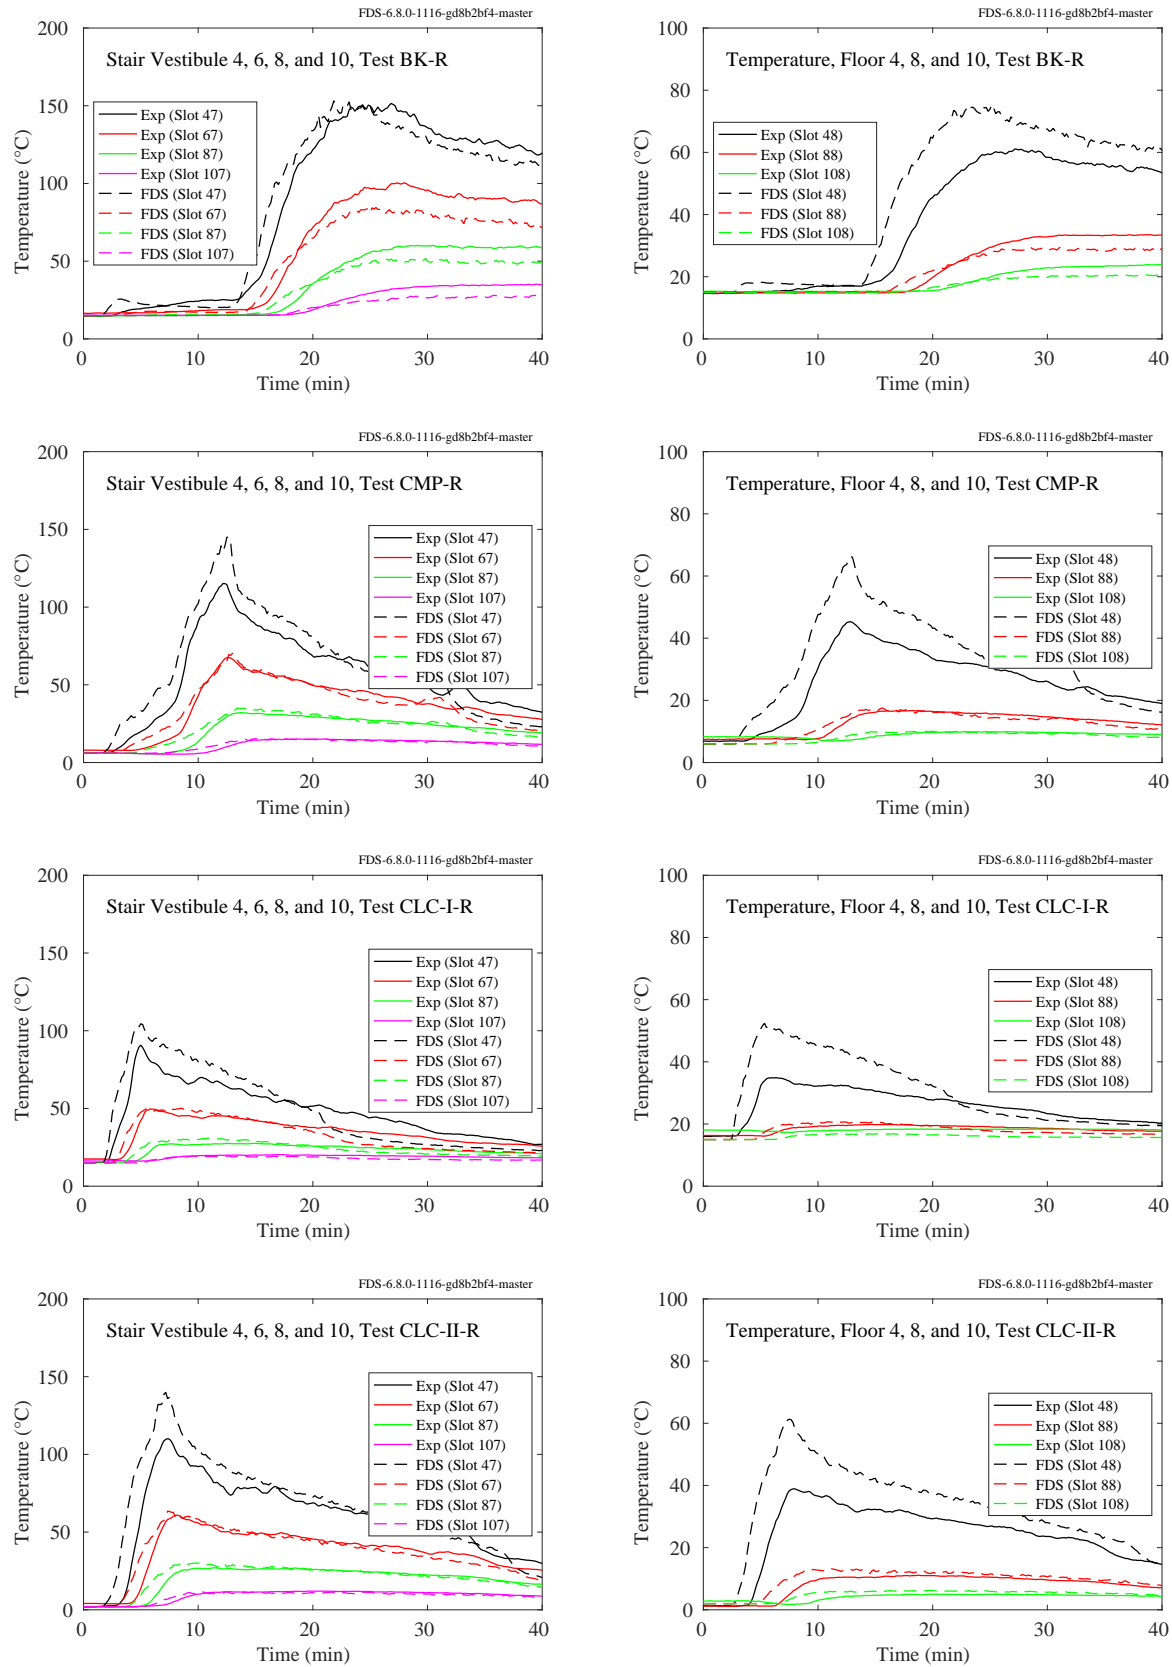 FDS-6.8.0-1116-gd8b2bf4-master
Stair Vestibule 4, 6, 8, and 10, Test BK-R
Temperature (°C)
200
150
100
50
0
Exp (Slot 47)
Exp (Slot 67)
Exp (Slot 87)
Exp (Slot 107)
FDS (Slot 47)
FDS (Slot 67)
FDS (Slot 87)
FDS (Slot 107)
0 10 20 30 40
Time (min)
FDS-6.8.0-1116-gd8b2bf4-master
Temperature, Floor 4, 8, and 10, Test BK-R
Temperature (°C)
100
80
60
40
20
0
Exp (Slot 48)
Exp (Slot 88)
Exp (Slot 108)
FDS (Slot 48)
FDS (Slot 88)
FDS (Slot 108)
0 10 20 30 40
Time (min)
FDS-6.8.0-1116-gd8b2bf4-master
Stair Vestibule 4, 6, 8, and 10, Test CMP-R
Temperature (°C)
200
150
100
50
0
Exp (Slot 47)
Exp (Slot 67)
Exp (Slot 87)
Exp (Slot 107)
FDS (Slot 47)
FDS (Slot 67)
FDS (Slot 87)
FDS (Slot 107)
0 10 20 30 40
Time (min)
FDS-6.8.0-1116-gd8b2bf4-master
Temperature, Floor 4, 8, and 10, Test CMP-R
Temperature (°C)
100
80
60
40
20
0
Exp (Slot 48)
Exp (Slot 88)
Exp (Slot 108)
FDS (Slot 48)
FDS (Slot 88)
FDS (Slot 108)
0 10 20 30 40
Time (min)
FDS-6.8.0-1116-gd8b2bf4-master
Stair Vestibule 4, 6, 8, and 10, Test CLC-I-R
Temperature (°C)
200
150
100
50
0
Exp (Slot 47)
Exp (Slot 67)
Exp (Slot 87)
Exp (Slot 107)
FDS (Slot 47)
FDS (Slot 67)
FDS (Slot 87)
FDS (Slot 107)
0 10 20 30 40
Time (min)
FDS-6.8.0-1116-gd8b2bf4-master
Temperature, Floor 4, 8, and 10, Test CLC-I-R
Temperature (°C)
100
80
60
40
20
0
Exp (Slot 48)
Exp (Slot 88)
Exp (Slot 108)
FDS (Slot 48)
FDS (Slot 88)
FDS (Slot 108)
0 10 20 30 40
Time (min)
FDS-6.8.0-1116-gd8b2bf4-master
Stair Vestibule 4, 6, 8, and 10, Test CLC-II-R
Temperature (°C)
200
150
100
50
0
Exp (Slot 47)
Exp (Slot 67)
Exp (Slot 87)
Exp (Slot 107)
FDS (Slot 47)
FDS (Slot 67)
FDS (Slot 87)
FDS (Slot 107)
0 10 20 30 40
Time (min)
FDS-6.8.0-1116-gd8b2bf4-master
Temperature, Floor 4, 8, and 10, Test CLC-II-R
Temperature (°C)
100
80
60
40
20
0
Exp (Slot 48)
Exp (Slot 88)
Exp (Slot 108)
FDS (Slot 48)
FDS (Slot 88)
FDS (Slot 108)
0 10 20 30 40
Time (min)